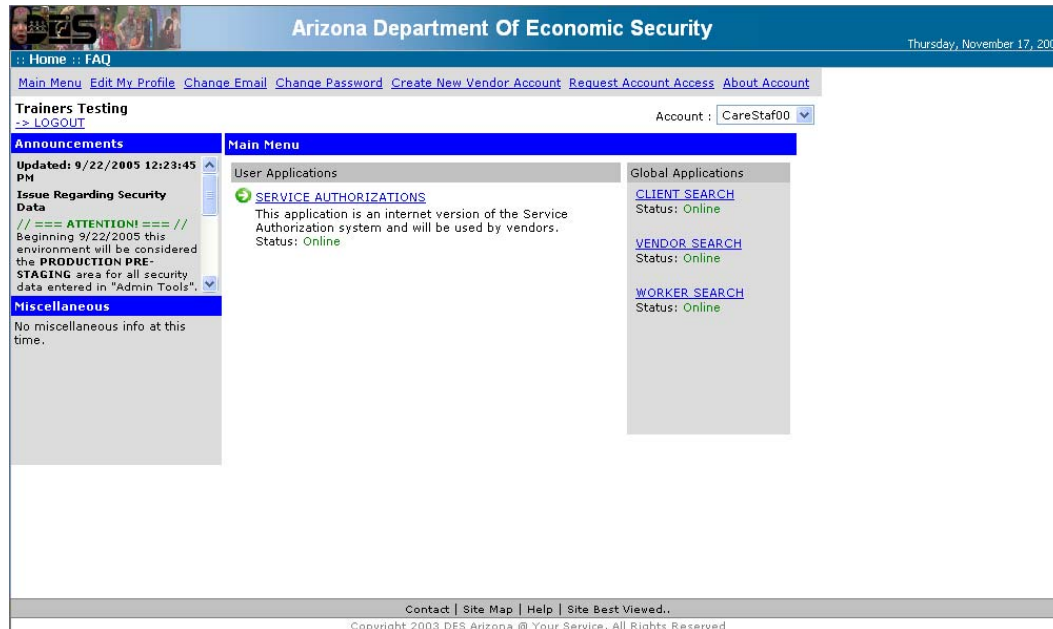 DES
Arizona Department Of Economic Security
Thursday, November 17, 200
:: Home :: FAQ
Main Menu Edit My Profile Change Email Change Password Create New Vendor Account Request Account Access About Account
Trainers Testing
-> LOGOUT
Account : CareStaf00
Announcements
Updated: 9/22/2005 12:23:45
PM
Issue Regarding Security
Data
// === ATTENTION! === //
Beginning 9/22/2005 this
environment will be considered
the PRODUCTION PRE-
STAGING area for all security
data entered in "Admin Tools".
Miscellaneous
No miscellaneous info at this
time.
Main Menu
User Applications
SERVICE AUTHORIZATIONS
This application is an internet version of the Service
Authorization system and will be used by vendors.
Status: Online
Global Applications
CLIENT SEARCH
Status: Online
VENDOR SEARCH
Status: Online
WORKER SEARCH
Status: Online
Contact | Site Map | Help | Site Best Viewed..
Copyright 2003 DES Arizona @ Your Service. All Rights Reserved